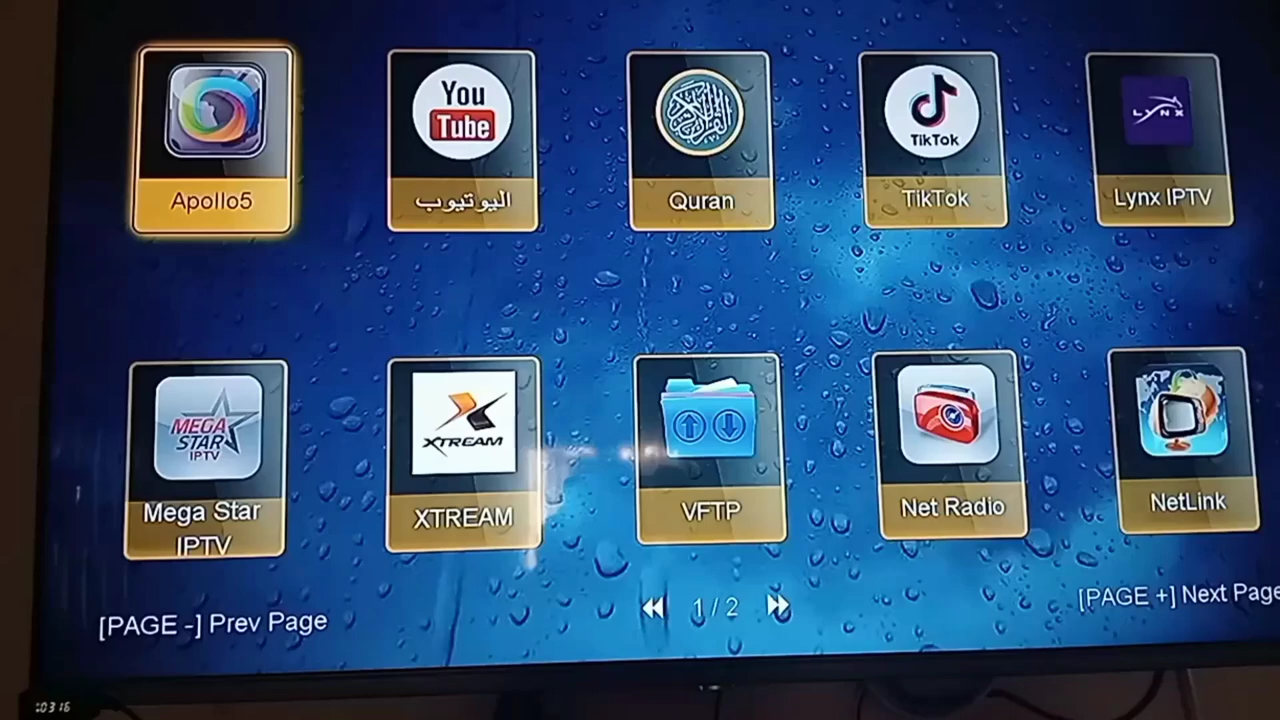 Apollo5
You
Tube
اليوتيوب
Quran
TikTok
TikTok
LYNX
Lynx IPTV
MEGA
STAR
IPTV
Mega Star
IPTV
XTREAM
XTREAM
VFTP
Net Radio
NetLink
[PAGE -] Prev Page
1 / 2
[PAGE +] Next Page